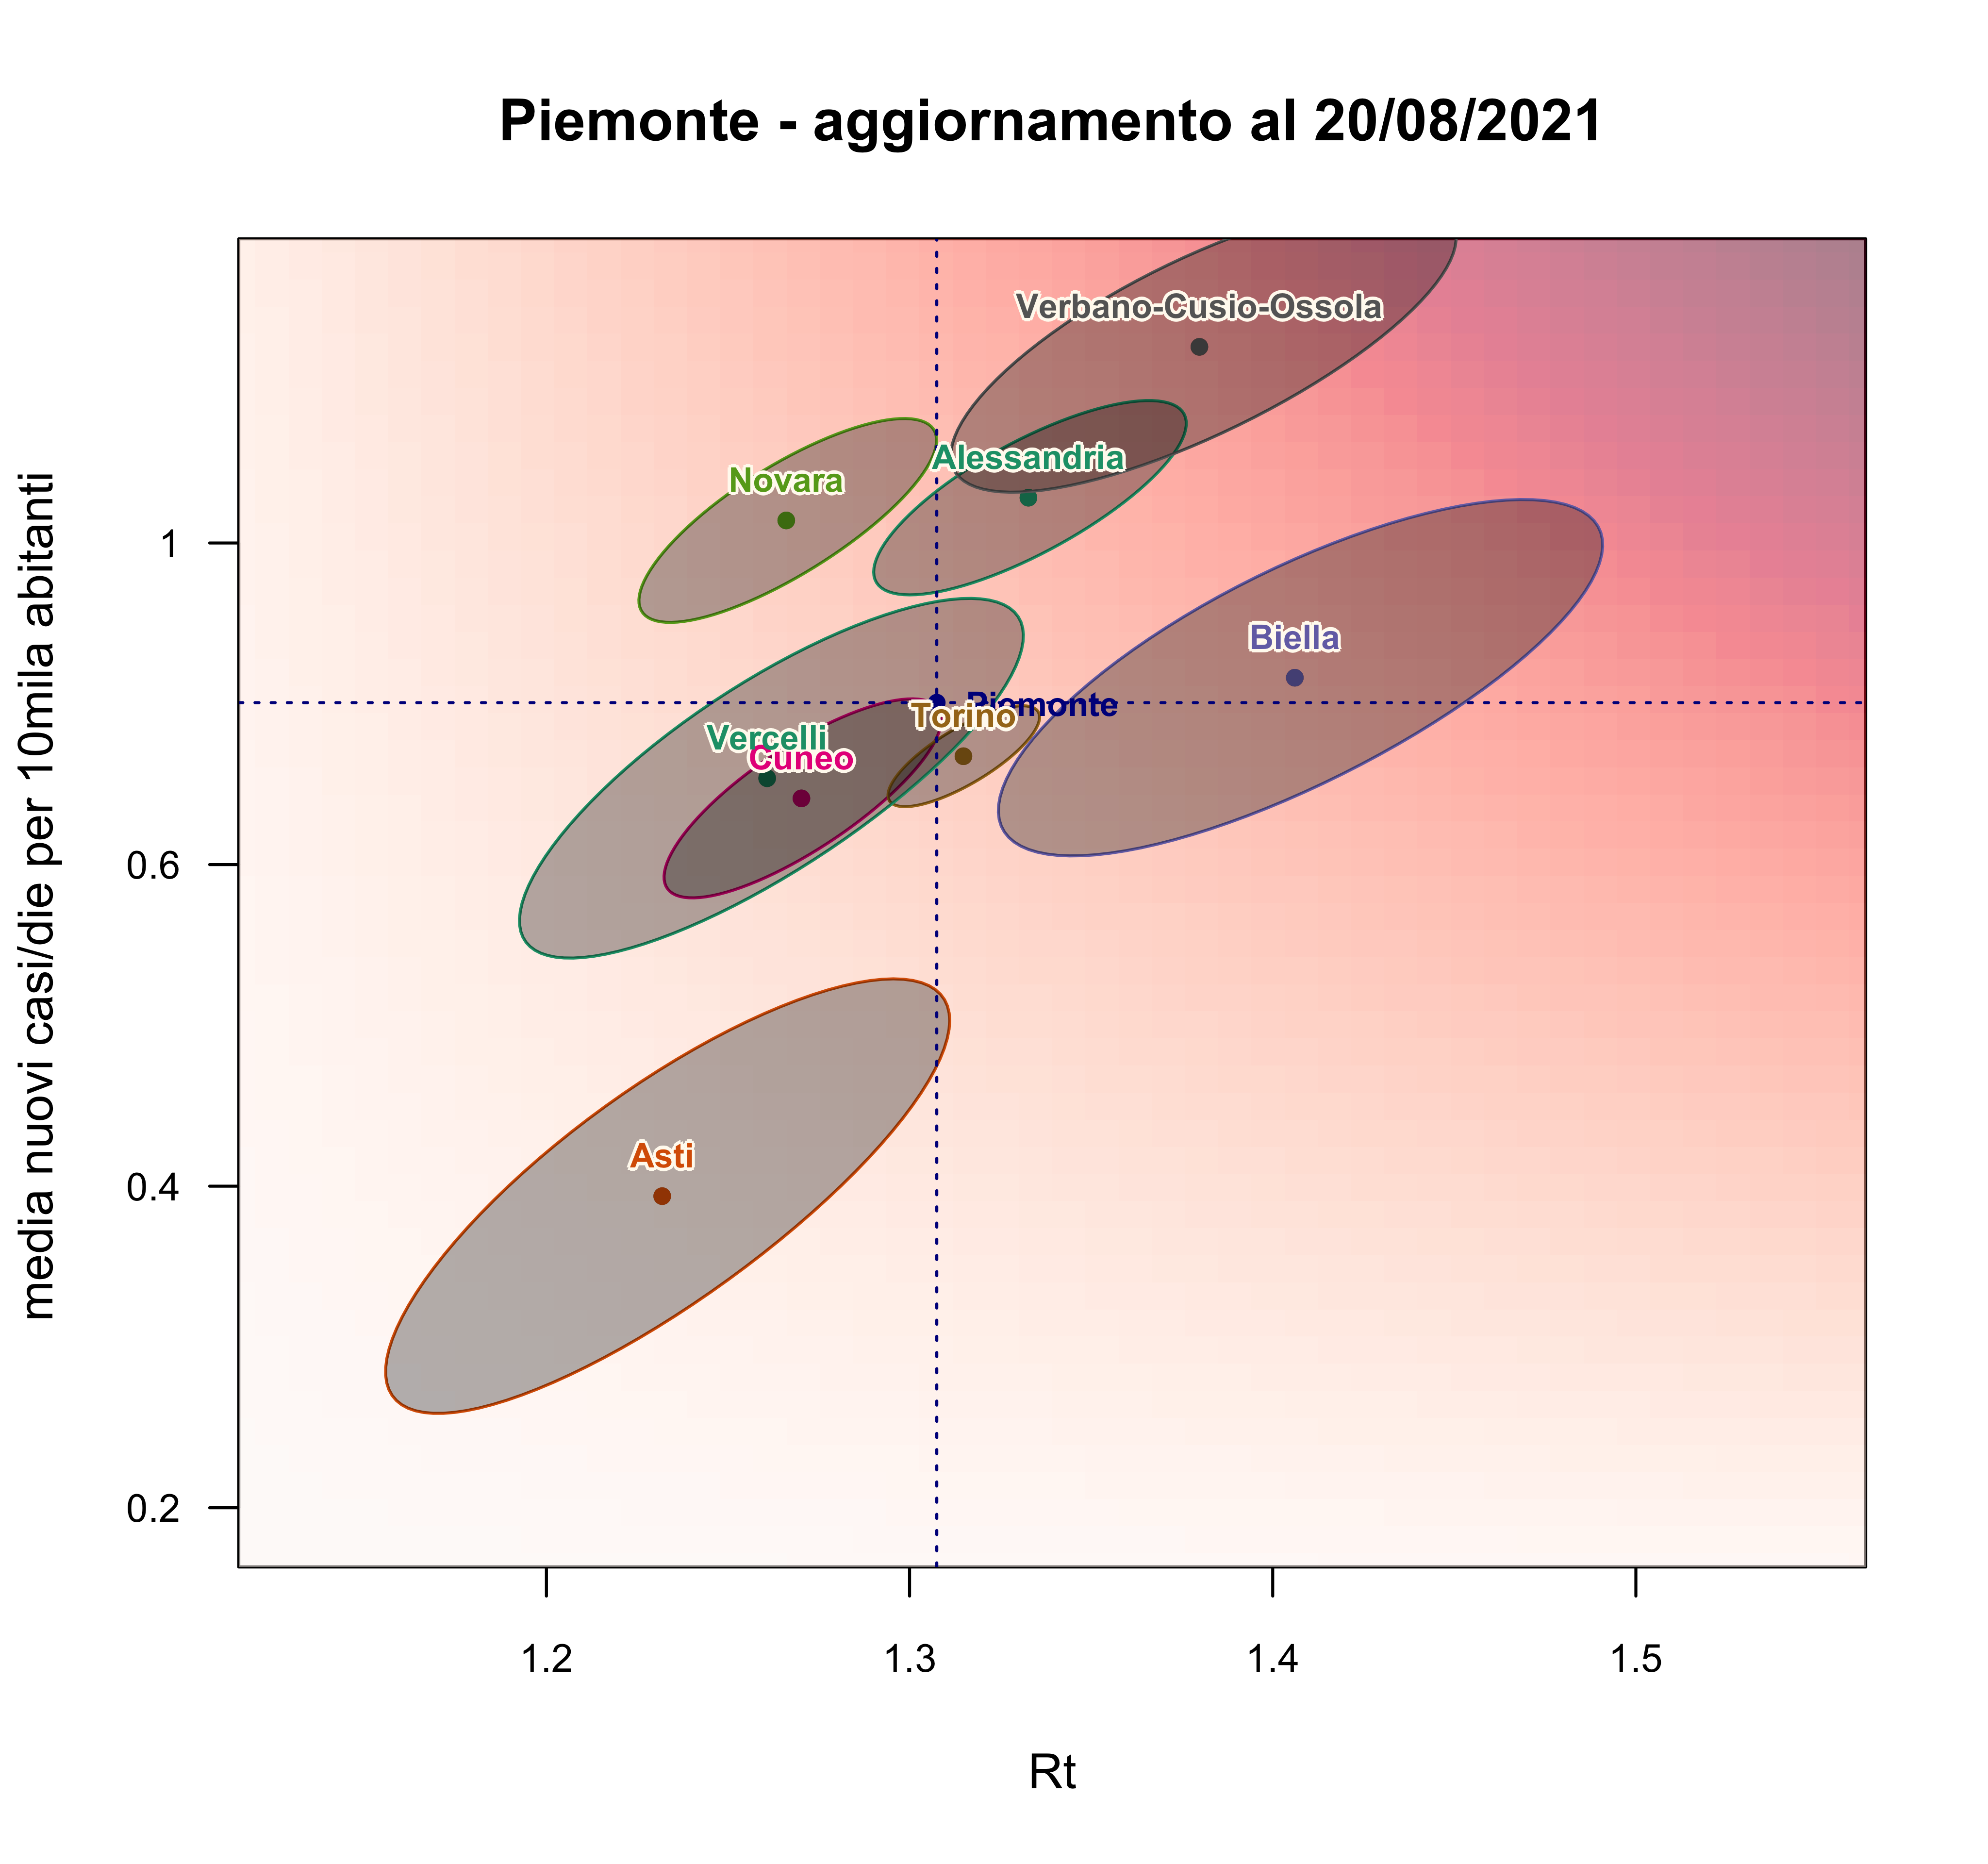 Piemonte - aggiornamento al 20/08/2021
media nuovi casi/die per 10mila abitanti
1
0.6
0.4
0.2
Verbano-Cusio-Ossola
Alessandria
Novara
Biella
Piemonte
Torino
Vercelli
Cuneo
Asti
1.2
1.3
1.4
1.5
Rt